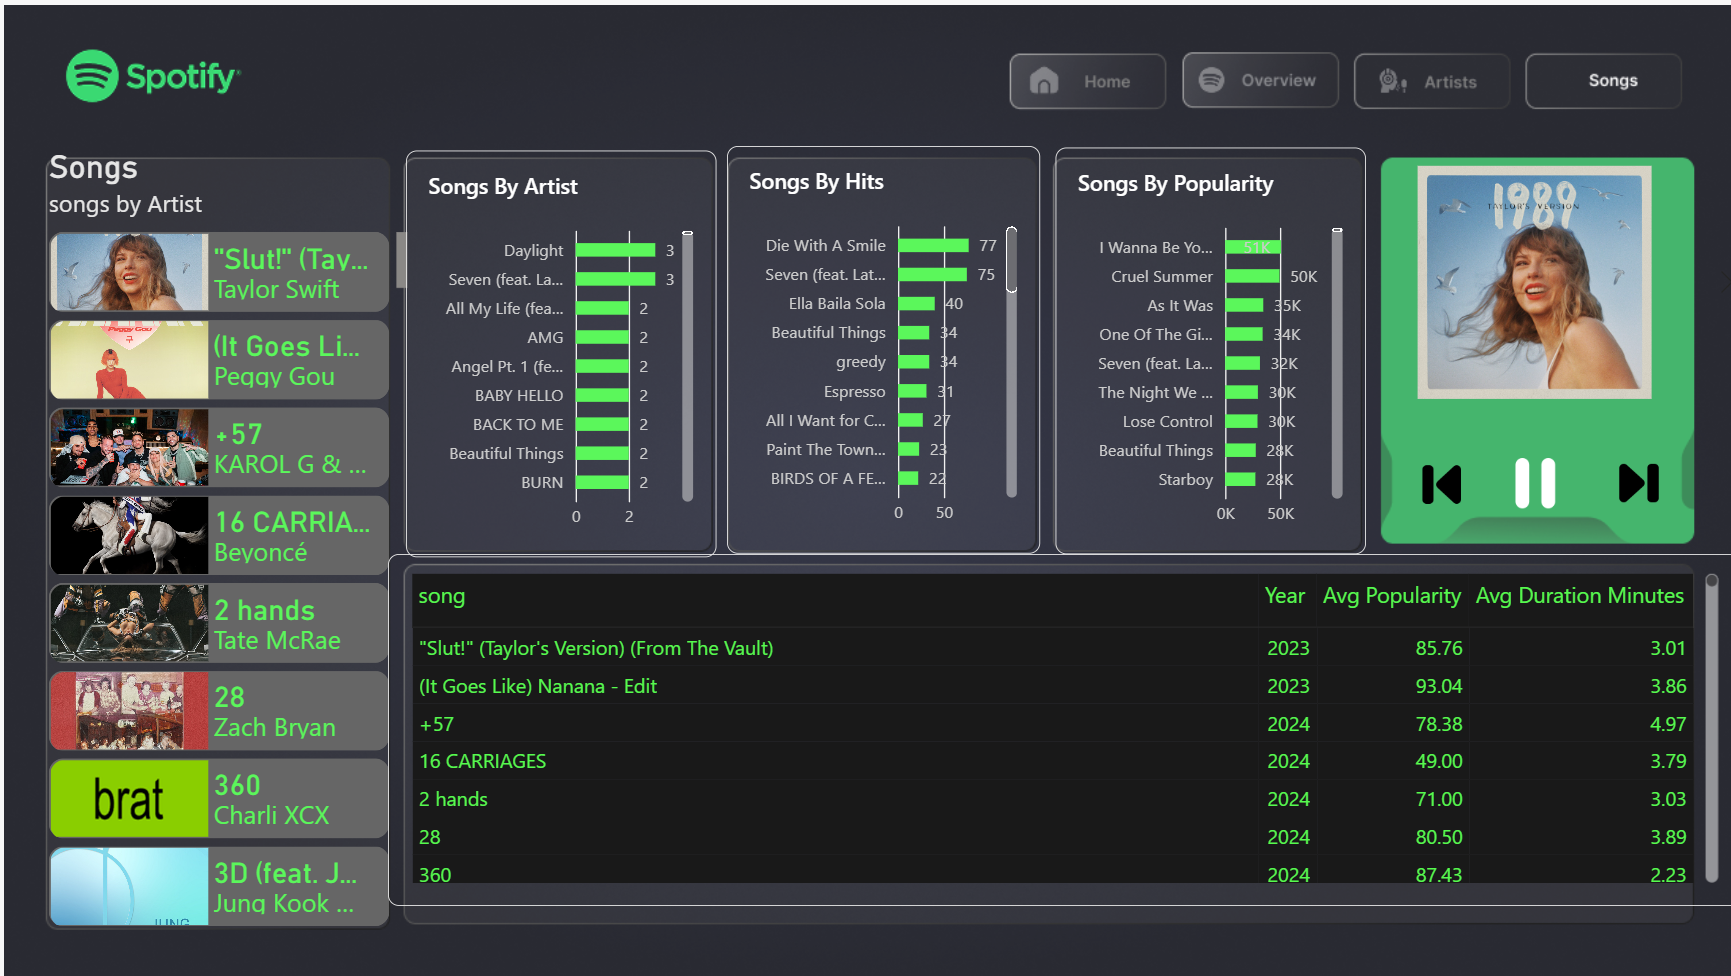 Spotify
Home
Overview
Artists
Songs
Songs
songs by Artist
"Slut!" (Tay...
Taylor Swift
Peggy Gou
구
(It Goes Li...
Peggy Gou
+57
KAROL G & ...
16 CARRIA...
Beyoncé
2 hands
Tate McRae
28
Zach Bryan
brat
360
Charli XCX
JUNG
3D (feat. J...
Jung Kook ...
Songs By Artist
Daylight 3
Seven (feat. La... 3
All My Life (fea... 2
AMG 2
Angel Pt. 1 (fe... 2
BABY HELLO 2
BACK TO ME 2
Beautiful Things 2
BURN 2
0 2
Songs By Hits
Die With A Smile 77
Seven (feat. Lat... 75
Ella Baila Sola 40
Beautiful Things 34
greedy 34
Espresso 31
All I Want for C... 27
Paint The Town... 23
BIRDS OF A FE... 22
0 50
Songs By Popularity
I Wanna Be Yo... 51K
Cruel Summer 50K
As It Was 35K
One Of The Gi... 34K
Seven (feat. La... 32K
The Night We ... 30K
Lose Control 30K
Beautiful Things 28K
Starboy 28K
0K 50K
1989
TAYLOR'S VERSION
song Year Avg Popularity Avg Duration Minutes
"Slut!" (Taylor's Version) (From The Vault) 2023 85.76 3.01
(It Goes Like) Nanana - Edit 2023 93.04 3.86
+57 2024 78.38 4.97
16 CARRIAGES 2024 49.00 3.79
2 hands 2024 71.00 3.03
28 2024 80.50 3.89
360 2024 87.43 2.23